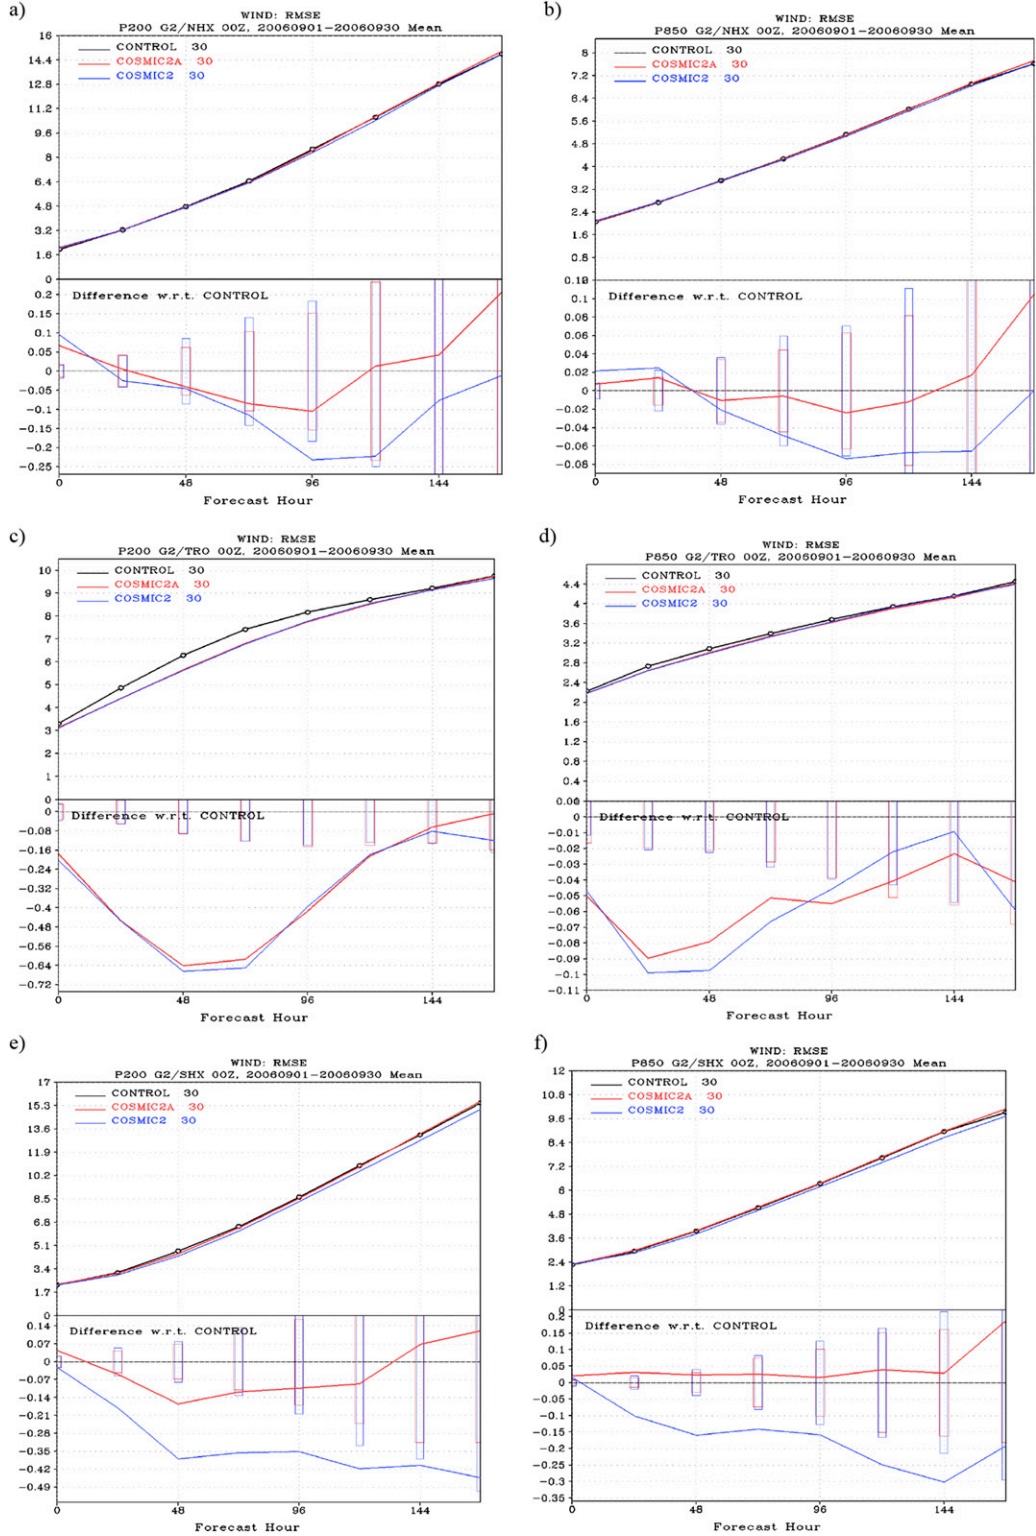 a)
WIND: RMSE
P200 G2/NHX 00Z, 20060901-20060930 Mean
16
14.4
12.8
11.2
9.6
8
6.4
4.8
3.2
1.6
0
CONTROL 30
COSMIC2A 30
COSMIC2 30
Difference w.r.t. CONTROL
0.2
0.15
0.1
0.05
0
-0.05
-0.1
-0.15
-0.2
-0.25
0 48 96 144
Forecast Hour
b)
WIND: RMSE
P850 G2/NHX 00Z, 20060901-20060930 Mean
8
7.2
6.4
5.6
4.8
4
3.2
2.4
1.6
0.8
CONTROL 30
COSMIC2A 30
COSMIC2 30
Difference w.r.t. CONTROL
0.1
0.08
0.06
0.04
0.02
0
-0.02
-0.04
-0.06
-0.08
0 48 96 144
Forecast Hour
c)
WIND: RMSE
P200 G2/TRO 00Z, 20060901-20060930 Mean
10
9
8
7
6
5
4
3
2
1
0
CONTROL 30
COSMIC2A 30
COSMIC2 30
Difference w.r.t. CONTROL
0
-0.08
-0.16
-0.24
-0.32
-0.4
-0.48
-0.56
-0.64
-0.72
0 48 96 144
Forecast Hour
d)
WIND: RMSE
P850 G2/TRO 00Z, 20060901-20060930 Mean
4.4
4
3.6
3.2
2.8
2.4
2
1.6
1.2
0.8
0.4
CONTROL 30
COSMIC2A 30
COSMIC2 30
Difference w.r.t. CONTROL
0
-0.01
-0.02
-0.03
-0.04
-0.05
-0.06
-0.07
-0.08
-0.09
-0.1
-0.11
0 48 96 144
Forecast Hour
e)
WIND: RMSE
P200 G2/SHX 00Z, 20060901-20060930 Mean
17
15.3
13.6
11.9
10.2
8.5
6.8
5.1
3.4
1.7
0
CONTROL 30
COSMIC2A 30
COSMIC2 30
Difference w.r.t. CONTROL
0.14
0.07
0
-0.07
-0.14
-0.21
-0.28
-0.35
-0.42
-0.49
0 48 96 144
Forecast Hour
f)
WIND: RMSE
P850 G2/SHX 00Z, 20060901-20060930 Mean
12
10.8
9.6
8.4
7.2
6
4.8
3.6
2.4
1.2
0
CONTROL 30
COSMIC2A 30
COSMIC2 30
Difference w.r.t. CONTROL
0.2
0.15
0.1
0.05
0
-0.05
-0.1
-0.15
-0.2
-0.25
-0.3
-0.35
0 48 96 144
Forecast Hour